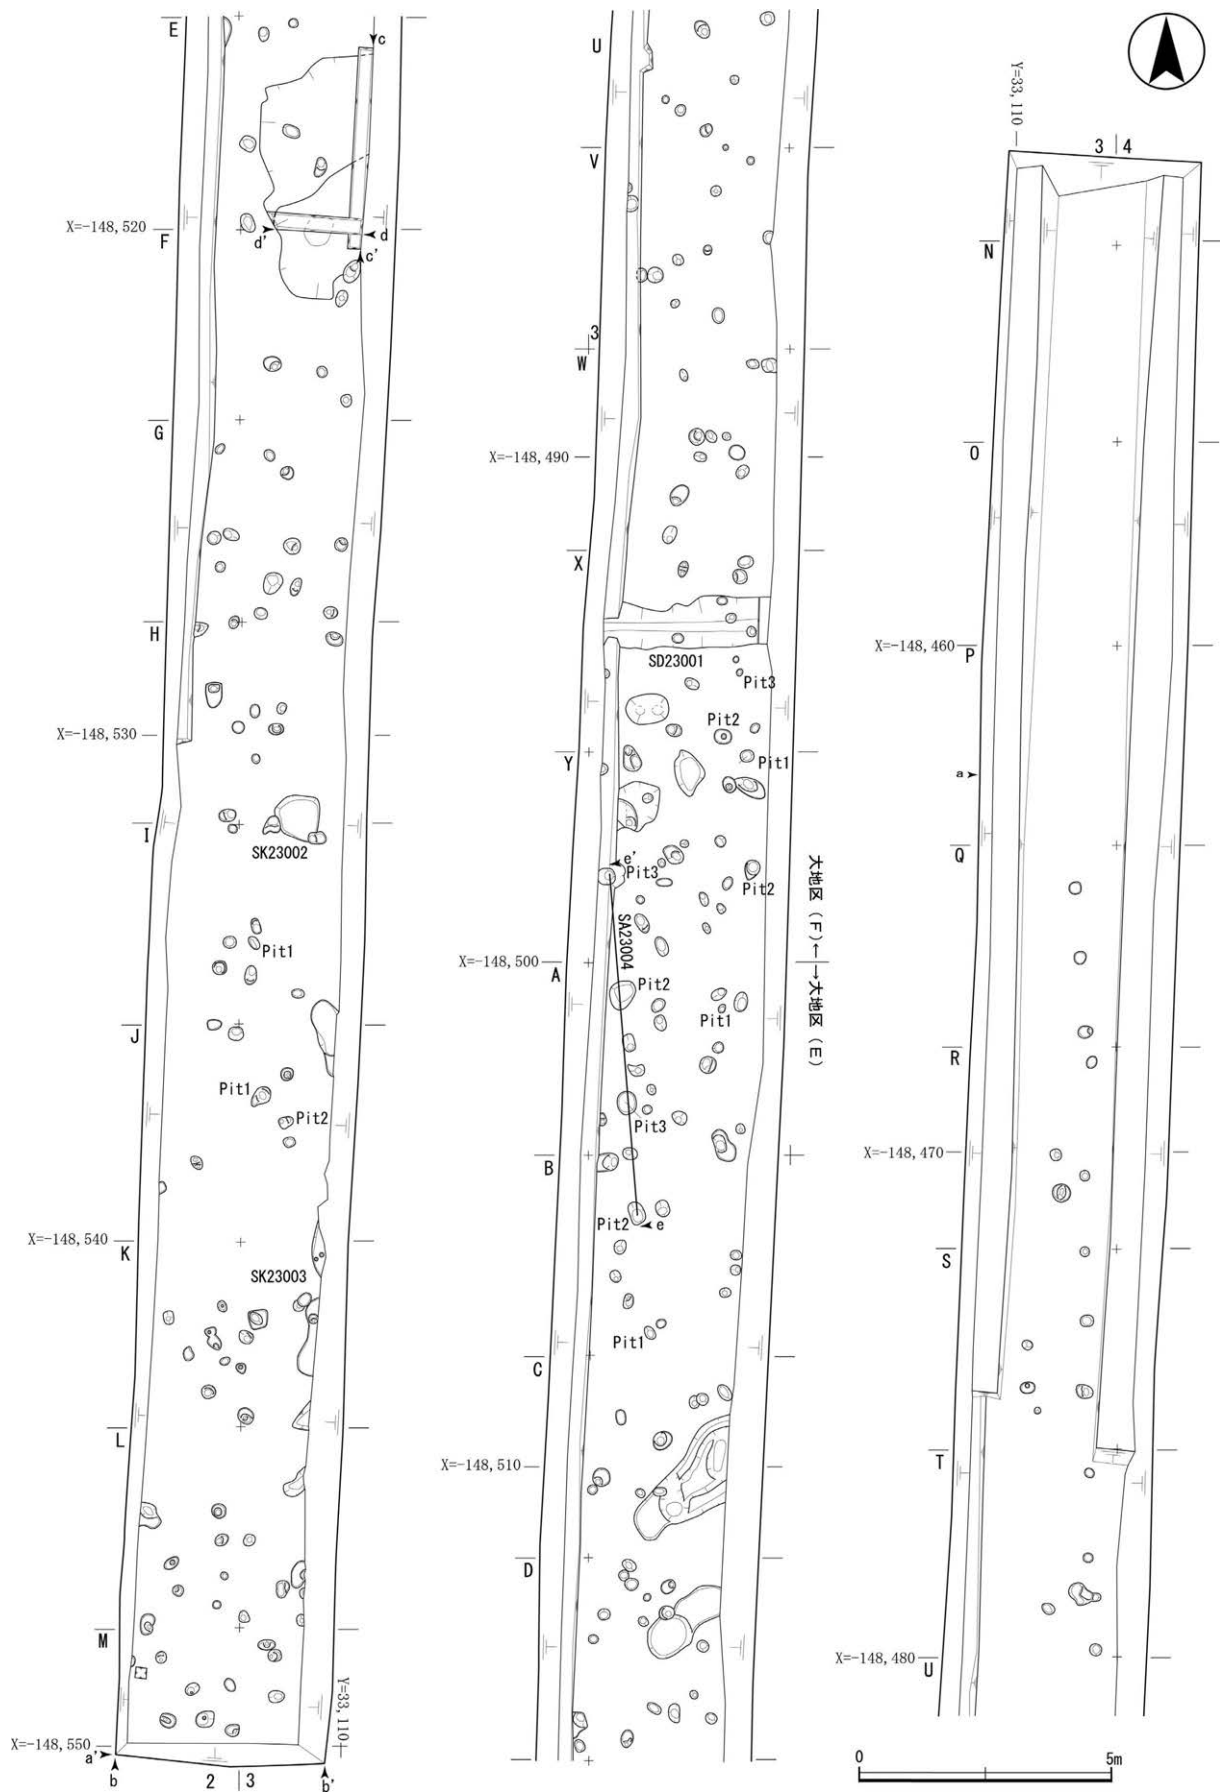 E
c
X=-148,520
F
d'
d
c'
G
H
X=-148,530
I
SK23002
Pit1
J
Pit1
Pit2
X=-148,540
K
SK23003
L
M
Y=33,110
X=-148,550
a'
b
2
3
b'
U
V
3
W
X=-148,490
X
SD23001
Pit3
Pit2
Y
Pit1
e'
Pit3
Pit2
SA23004
大地区 (F)←→大地区 (E)
X=-148,500
A
Pit2
Pit1
Pit3
B
Pit2
e
Pit1
C
X=-148,510
D
Y=33,110
3
4
N
O
X=-148,460
P
a
Q
R
X=-148,470
S
T
X=-148,480
U
0
5m